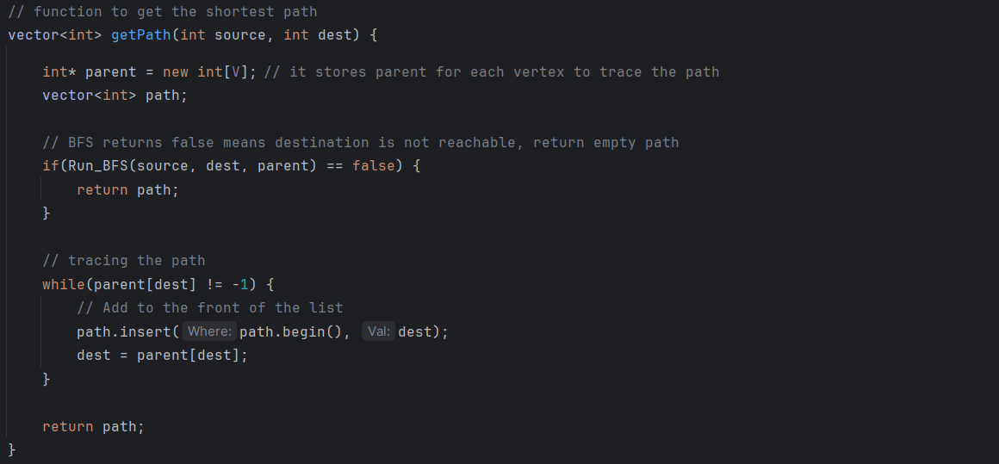 // function to get the shortest path
vector<int> getPath(int source, int dest) {
int* parent = new int[V]; // it stores parent for each vertex to trace the path
vector<int> path;
// BFS returns false means destination is not reachable, return empty path
if(Run_BFS(source, dest, parent) == false) {
return path;
}
// tracing the path
while(parent[dest] != -1) {
// Add to the front of the list
path.insert( Where: path.begin(), Val: dest);
dest = parent[dest];
}
return path;
}